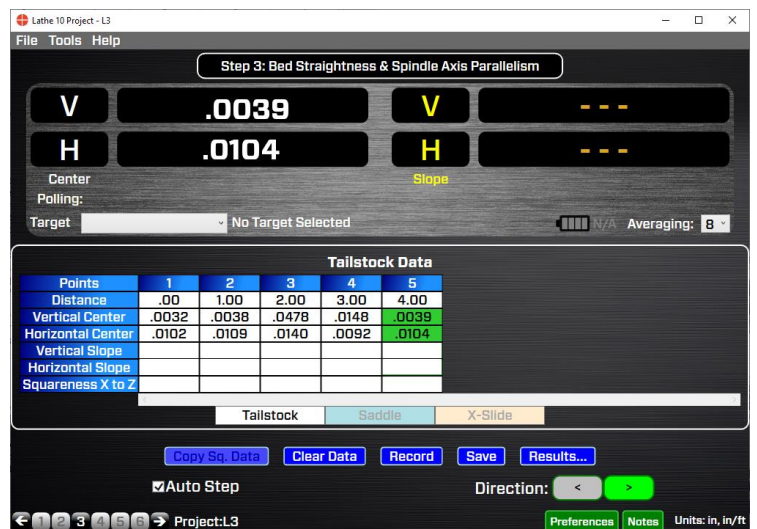 Lathe 10 Project - L3
File Tools Help
Step 3: Bed Straightness & Spindle Axis Parallelism
V .0039 V ---
H .0104 H ---
Center Slope
Polling:
Target No Target Selected N/A Averaging: 8
Tailstock Data
Points 1 2 3 4 5
Distance .00 1.00 2.00 3.00 4.00
Vertical Center .0032 .0038 .0478 .0148 .0039
Horizontal Center .0102 .0109 .0140 .0092 .0104
Vertical Slope
Horizontal Slope
Squareness X to Z
Tailstock Saddle X-Slide
Copy Sq. Data Clear Data Record Save Results...
Auto Step Direction: < >
1 2 3 4 5 6 Project:L3 Preferences Notes Units: in, in/ft